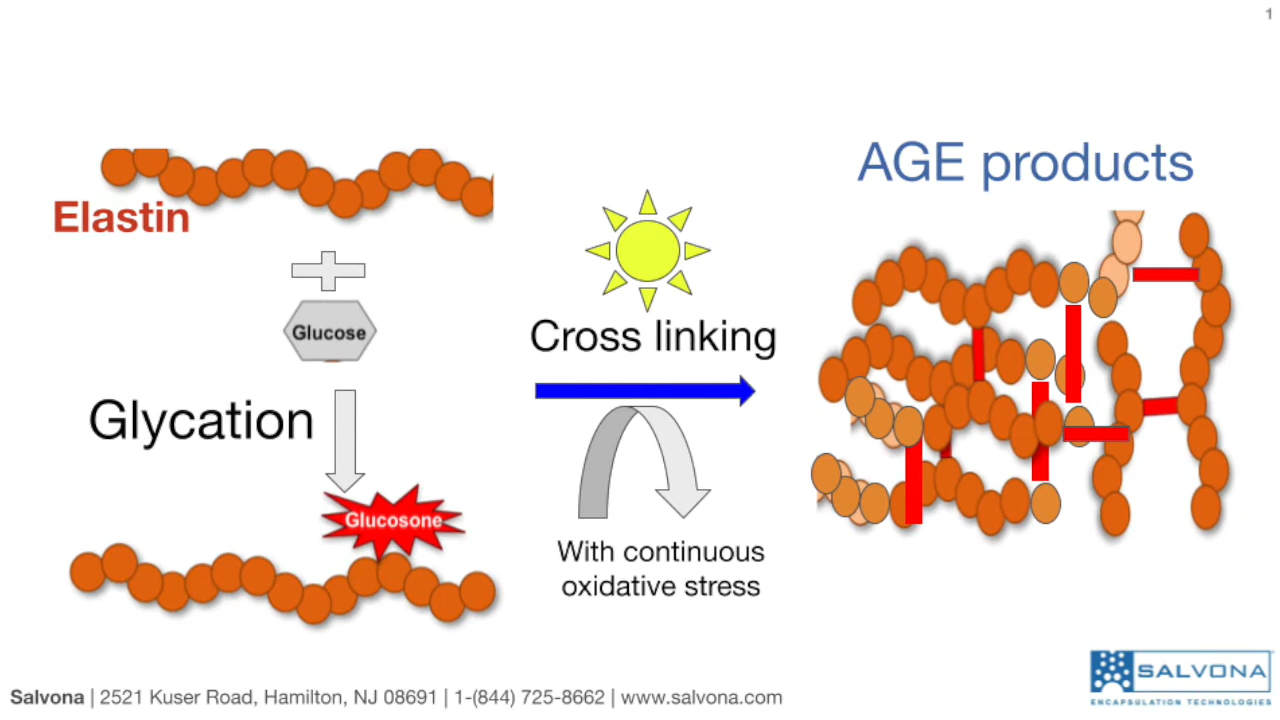 1
AGE products
Elastin
Glucose
Cross linking
Glycation
Glucosone
With continuous
oxidative stress
SALVONA
ENCAPSULATION TECHNOLOGIES
Salvona | 2521 Kuser Road, Hamilton, NJ 08691 | 1-(844) 725-8662 | www.salvona.com